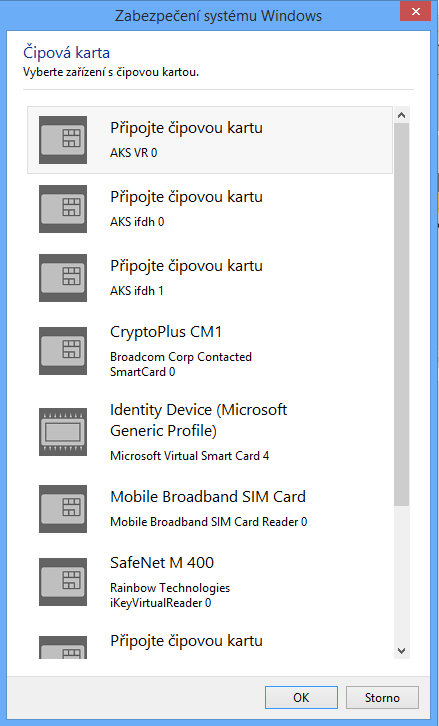 Zabezpečení systému Windows
Čipová karta
Vyberte zařízení s čipovou kartou.
Připojte čipovou kartu
AKS VR 0
Připojte čipovou kartu
AKS ifdh 0
Připojte čipovou kartu
AKS ifdh 1
CryptoPlus CM1
Broadcom Corp Contacted
SmartCard 0
Identity Device (Microsoft
Generic Profile)
Microsoft Virtual Smart Card 4
Mobile Broadband SIM Card
Mobile Broadband SIM Card Reader 0
SafeNet M 400
Rainbow Technologies
iKeyVirtualReader 0
Připojte čipovou kartu
OK
Storno